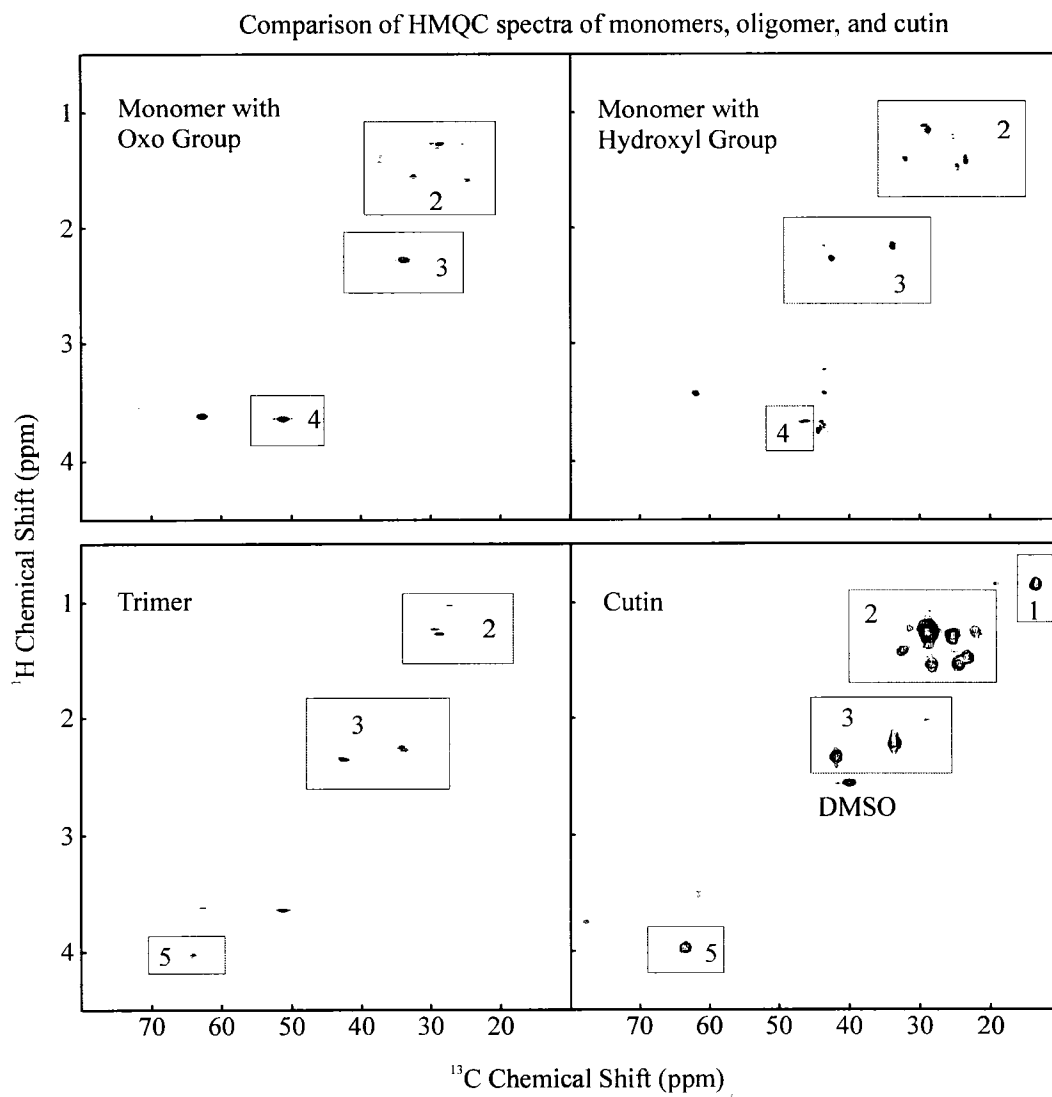 Comparison of HMQC spectra of monomers, oligomer, and cutin
Monomer with
Oxo Group
2
3
4
Monomer with
Hydroxyl Group
2
3
4
1
2
3
4
Trimer
2
3
5
Cutin
1
2
3
DMSO
5
1
2
3
4
¹H Chemical Shift (ppm)
70 60 50 40 30 20
70 60 50 40 30 20
¹³C Chemical Shift (ppm)